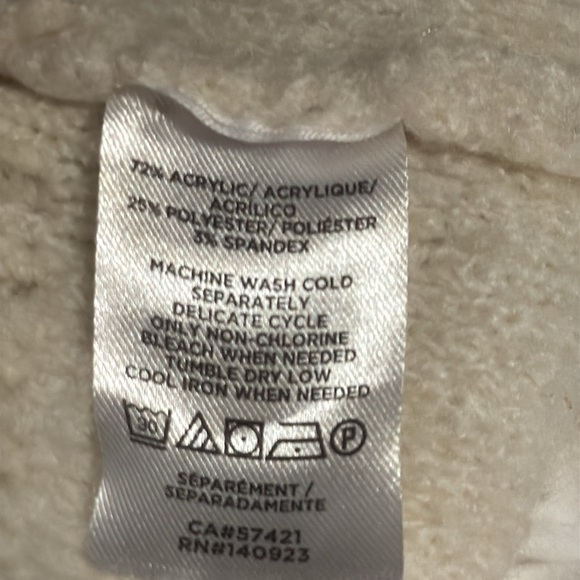 72% ACRYLIC/ ACRYLIQUE/
ACRÍLICO
25% POLYESTER/ POLIÉSTER
3% SPANDEX
MACHINE WASH COLD
SEPARATELY
DELICATE CYCLE
ONLY NON-CHLORINE
BLEACH WHEN NEEDED
TUMBLE DRY LOW
COOL IRON WHEN NEEDED
30 P
SÉPARÉMENT /
SEPARADAMENTE
CA#57421
RN#140923